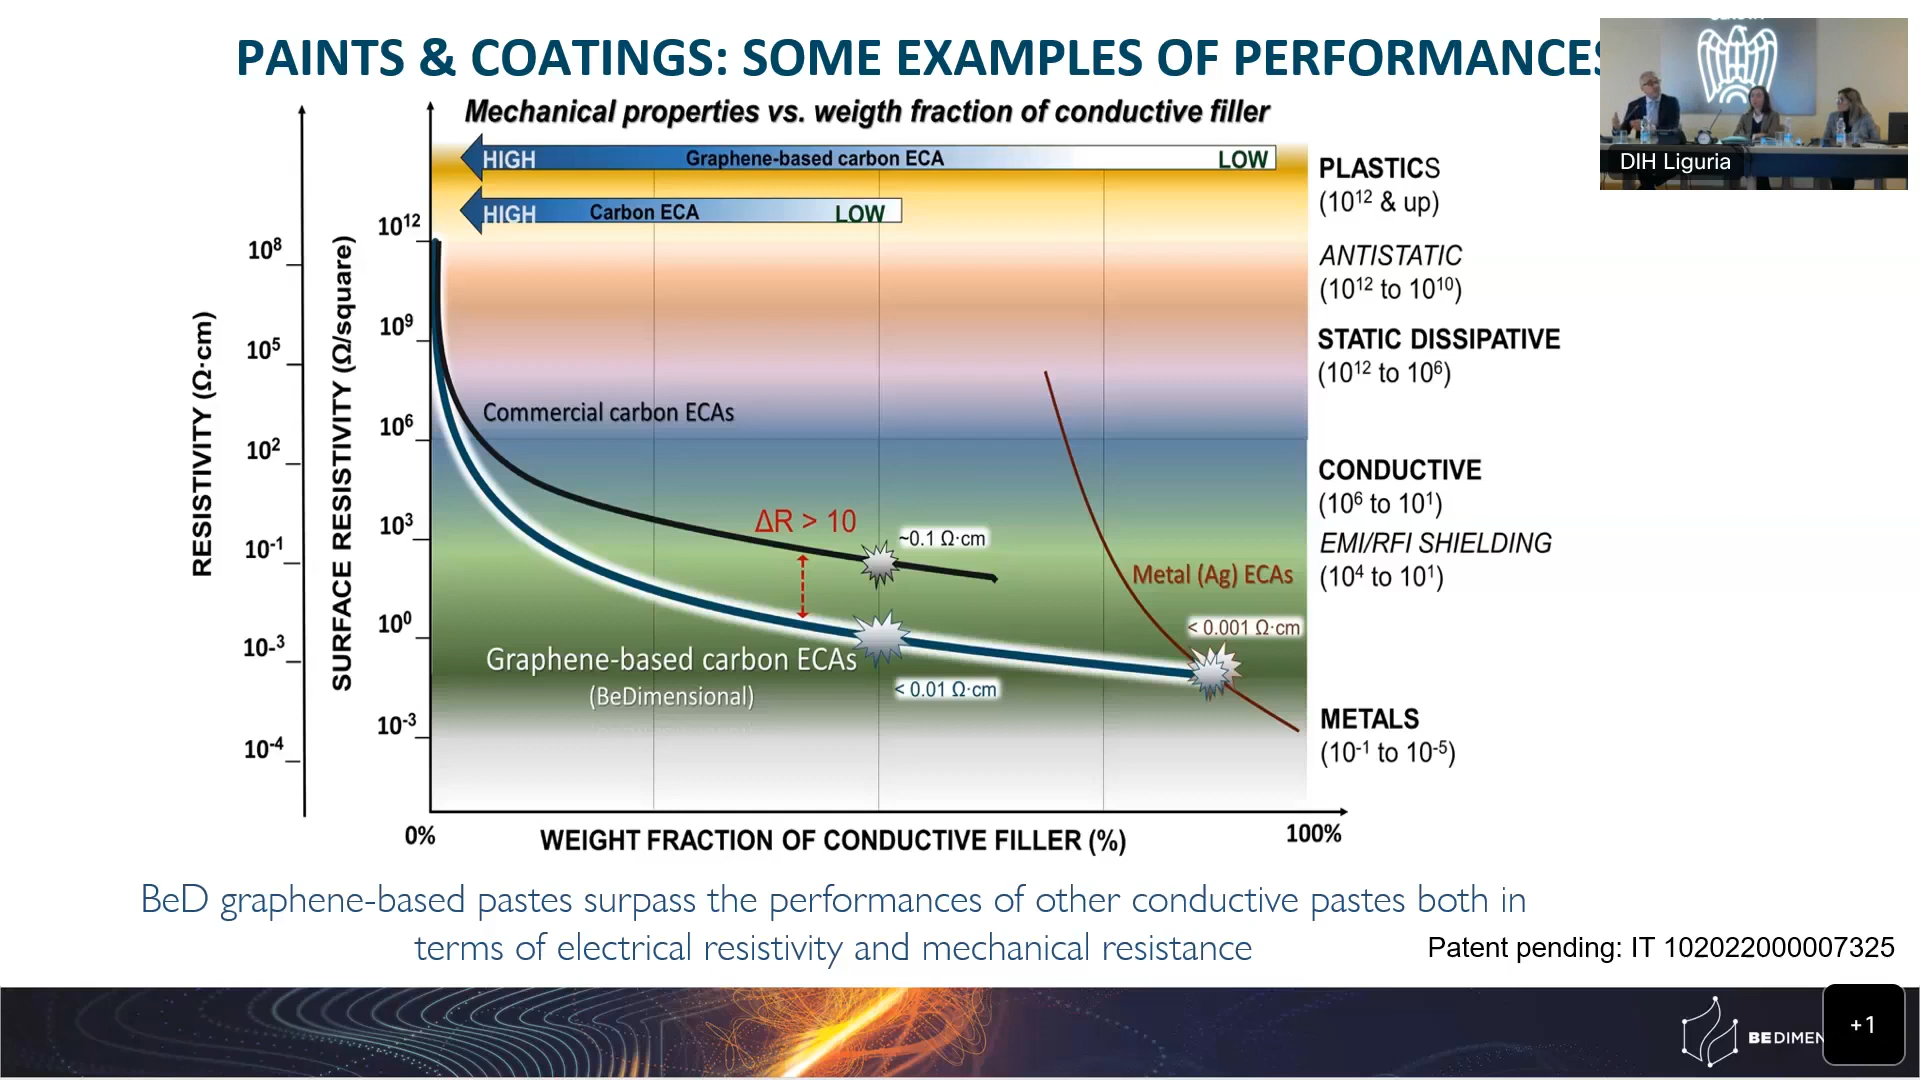 PAINTS & COATINGS: SOME EXAMPLES OF PERFORMANCES
DIH Liguria
Mechanical properties vs. weigth fraction of conductive filler
HIGH Graphene-based carbon ECA LOW
HIGH Carbon ECA LOW
PLASTICS
(10¹² & up)
ANTISTATIC
(10¹² to 10¹⁰)
STATIC DISSIPATIVE
(10¹² to 10⁶)
CONDUCTIVE
(10⁶ to 10¹)
EMI/RFI SHIELDING
(10⁴ to 10¹)
METALS
(10⁻¹ to 10⁻⁵)
RESISTIVITY (Ω·cm)
10⁸
10⁵
10²
10⁻¹
10⁻³
10⁻⁴
SURFACE RESISTIVITY (Ω/square)
10¹²
10⁹
10⁶
10³
10⁰
10⁻³
Commercial carbon ECAs
ΔR > 10
~0.1 Ω·cm
Metal (Ag) ECAs
< 0.001 Ω·cm
Graphene-based carbon ECAs
(BeDimensional)
< 0.01 Ω·cm
0% 100%
WEIGHT FRACTION OF CONDUCTIVE FILLER (%)
BeD graphene-based pastes surpass the performances of other conductive pastes both in
terms of electrical resistivity and mechanical resistance
Patent pending: IT 102022000007325
BEDIMEN
+1